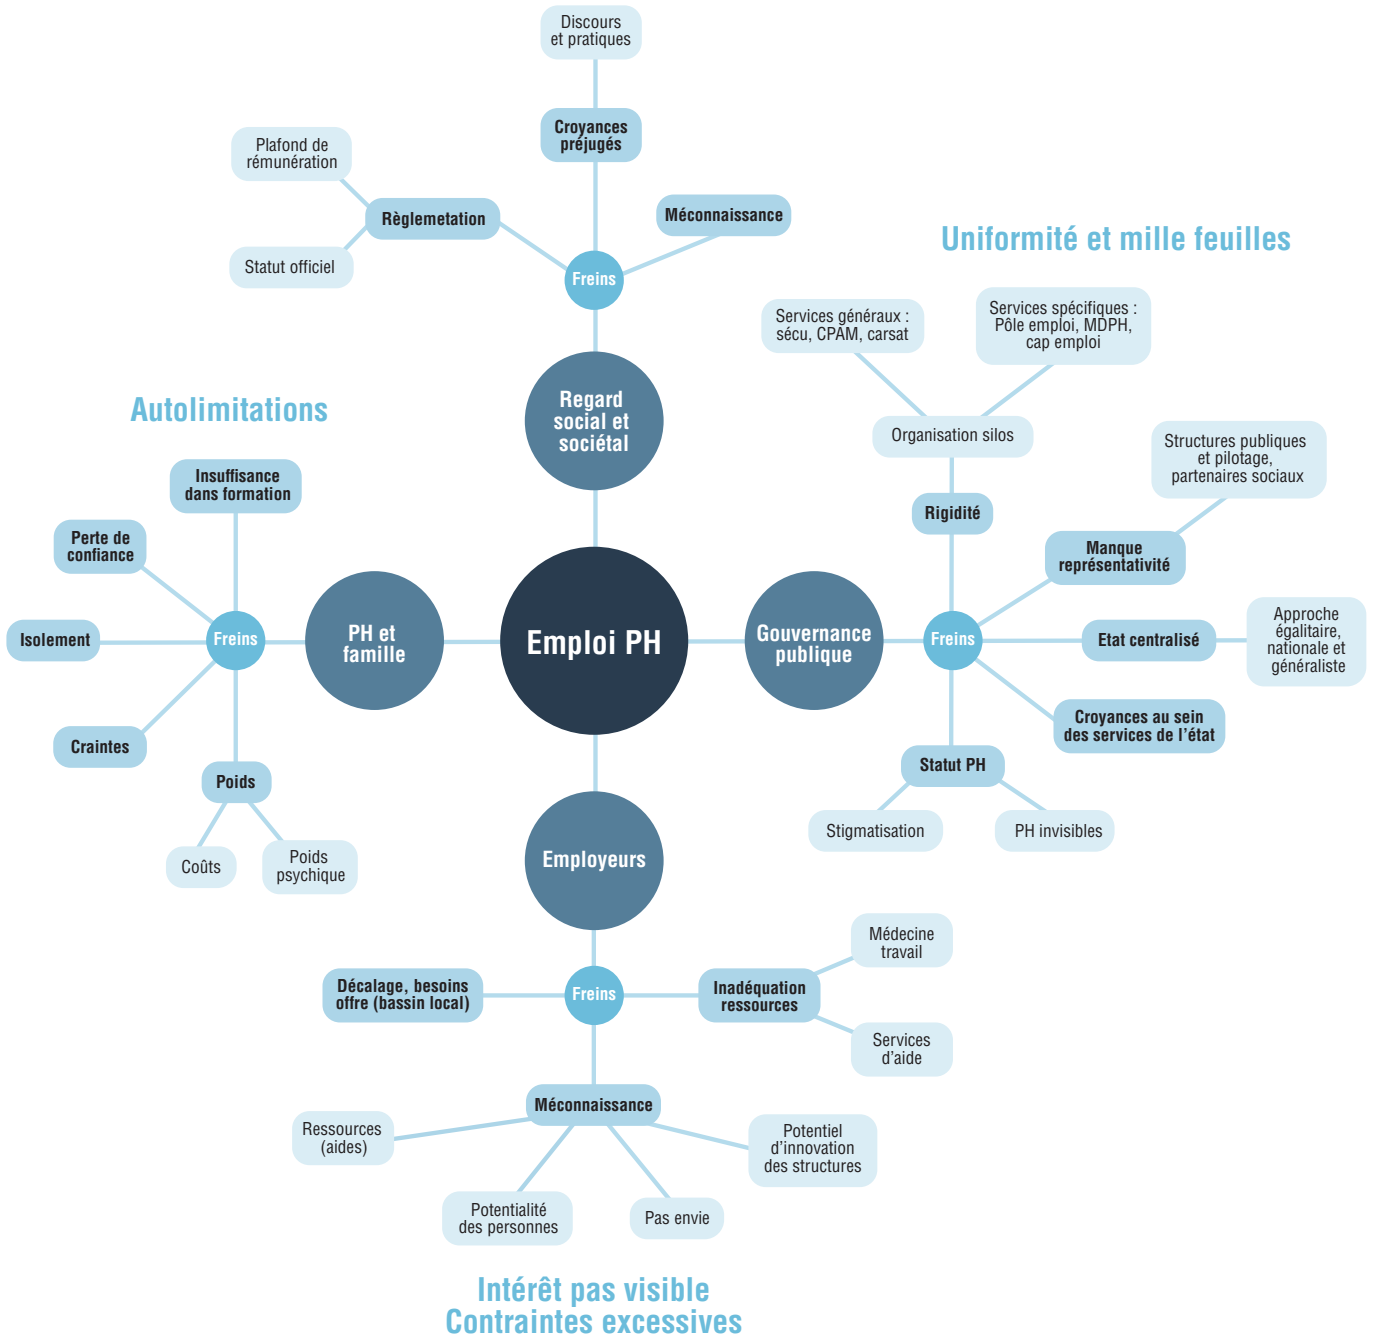 Discours
et pratiques
Croyances
préjugés
Plafond de
rémunération
Règlemetation
Statut officiel
Méconnaissance
Freins
Regard
social et
sociétal
Uniformité et mille feuilles
Services généraux :
sécu, CPAM, carsat
Services spécifiques :
Pôle emploi, MDPH,
cap emploi
Organisation silos
Rigidité
Structures publiques
et pilotage,
partenaires sociaux
Manque
représentativité
Freins
Etat centralisé
Approche
égalitaire,
nationale et
généraliste
Croyances au sein
des services de l’état
Statut PH
Stigmatisation
PH invisibles
Gouvernance
publique
Emploi PH
Autolimitations
Insuffisance
dans formation
Perte de
confiance
Isolement
Freins
PH et
famille
Craintes
Poids
Coûts
Poids
psychique
Employeurs
Freins
Décalage, besoins
offre (bassin local)
Inadéquation
ressources
Médecine
travail
Services
d’aide
Méconnaissance
Ressources
(aides)
Potentialité
des personnes
Pas envie
Potentiel
d’innovation
des structures
Intérêt pas visible
Contraintes excessives